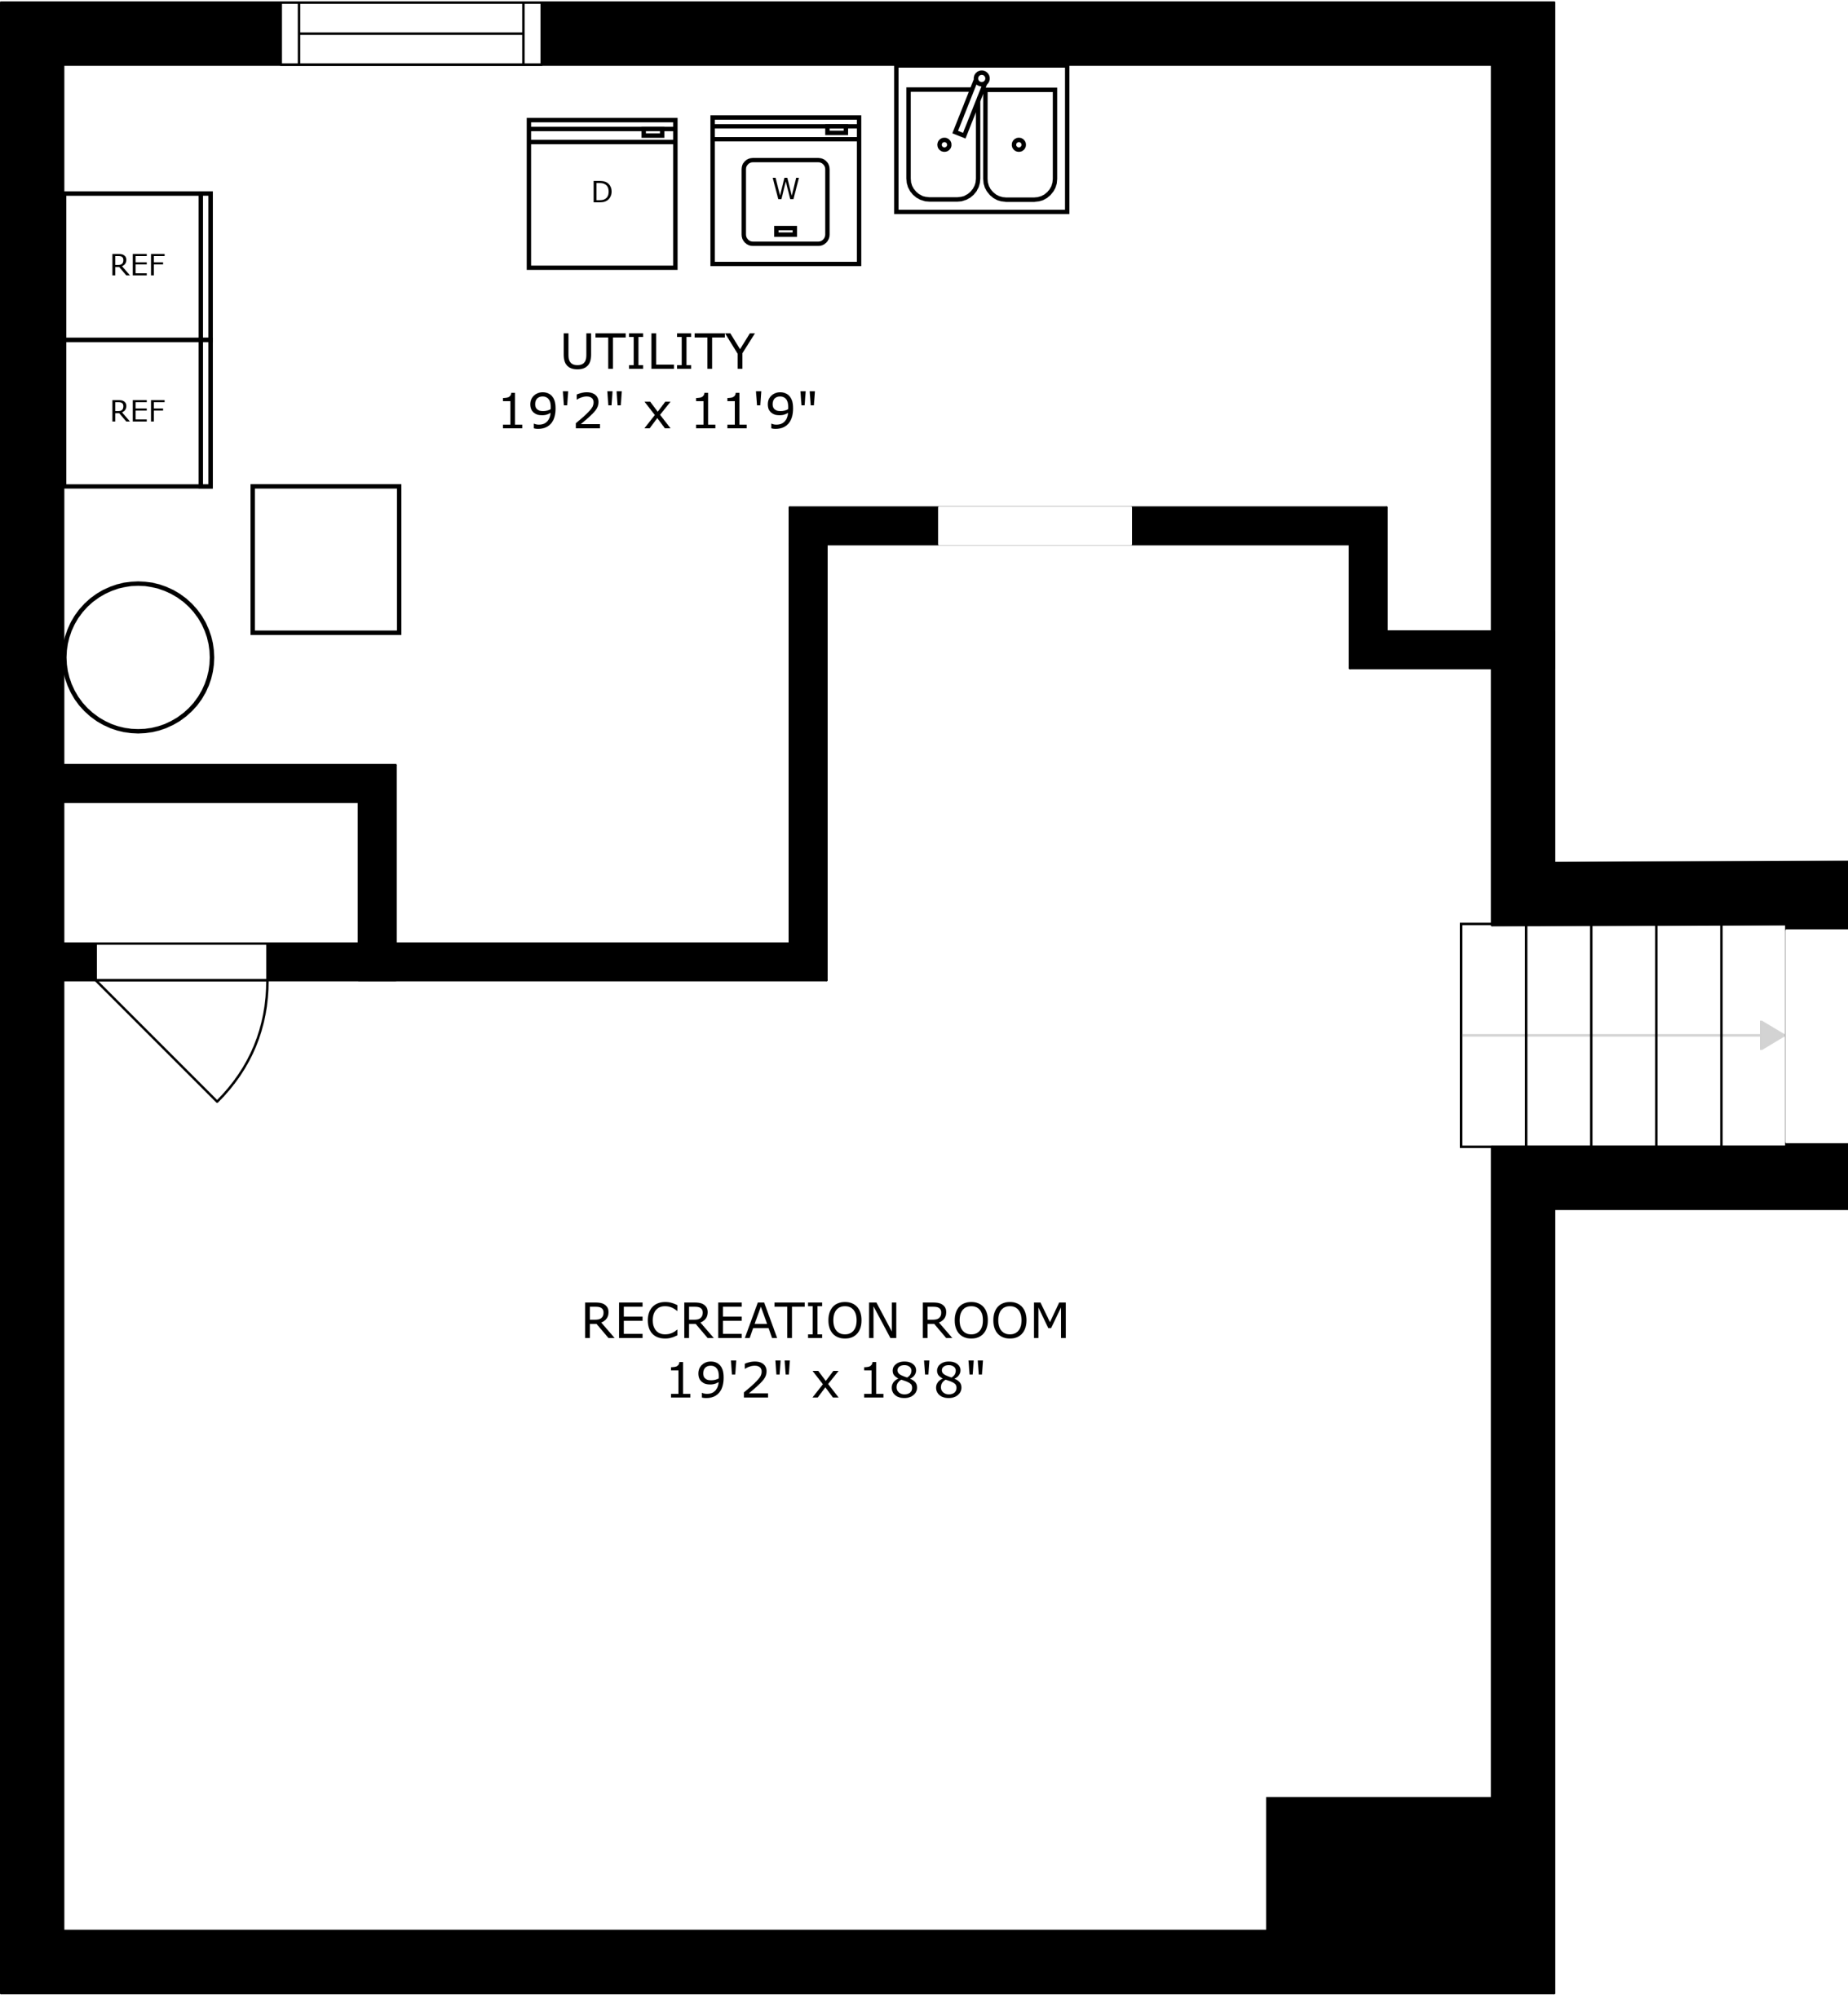 D
W
REF
REF
UTILITY
19'2" x 11'9"
RECREATION ROOM
19'2" x 18'8"